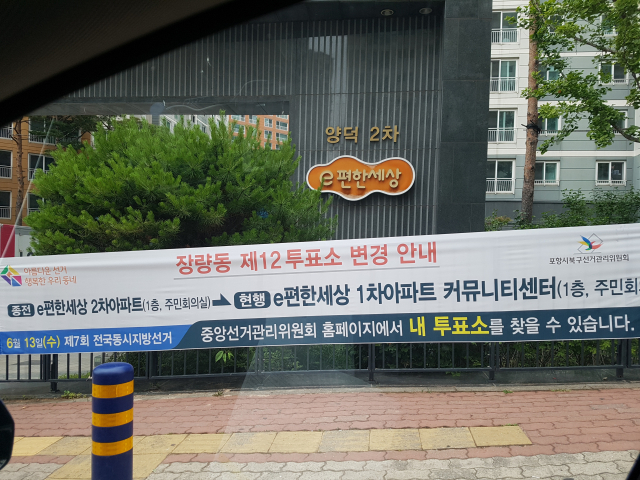 양덕 2차
e편한세상
장량동 제12투표소 변경 안내
아름다운 선거
행복한 우리 동네
포항시북구선거관리위원회
종전 e편한세상 2차아파트(1층, 주민회의실) → 현행 e편한세상 1차아파트 커뮤니티센터(1층, 주민회
6월 13일(수) 제7회 전국동시지방선거
중앙선거관리위원회 홈페이지에서 내 투표소를 찾을 수 있습니다.